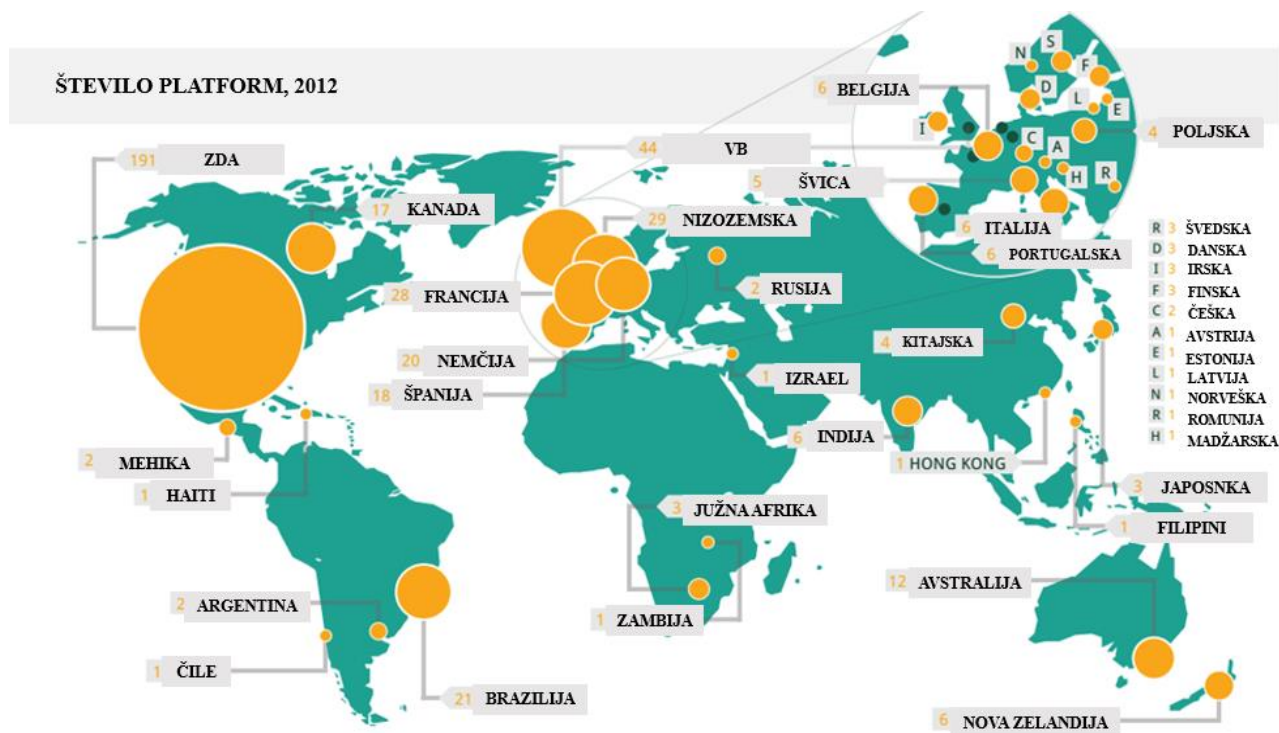 ŠTEVILO PLATFORM, 2012
191 ZDA
44 VB
6 BELGIJA
4 POLJSKA
17 KANADA
5 ŠVICA
29 NIZOZEMSKA
6 ITALIJA
6 PORTUGALSKA
28 FRANCIJA
2 RUSIJA
20 NEMČIJA
4 KITAJSKA
18 ŠPANIJA
1 IZRAEL
6 INDIJA
2 MEHIKA
1 HONG KONG
1 HAITI
3 JAPOSNKA
3 JUŽNA AFRIKA
1 FILIPINI
12 AVSTRALIJA
2 ARGENTINA
1 ZAMBIJA
1 ČILE
21 BRAZILIJA
6 NOVA ZELANDIJA
N
S
F
D
L
E
I
C
A
H
R
R 3 ŠVEDSKA
D 3 DANSKA
I 3 IRSKA
F 3 FINSKA
C 2 ČEŠKA
A 1 AVSTRIJA
E 1 ESTONIJA
L 1 LATVIJA
N 1 NORVEŠKA
R 1 ROMUNIJA
H 1 MADŽARSKA